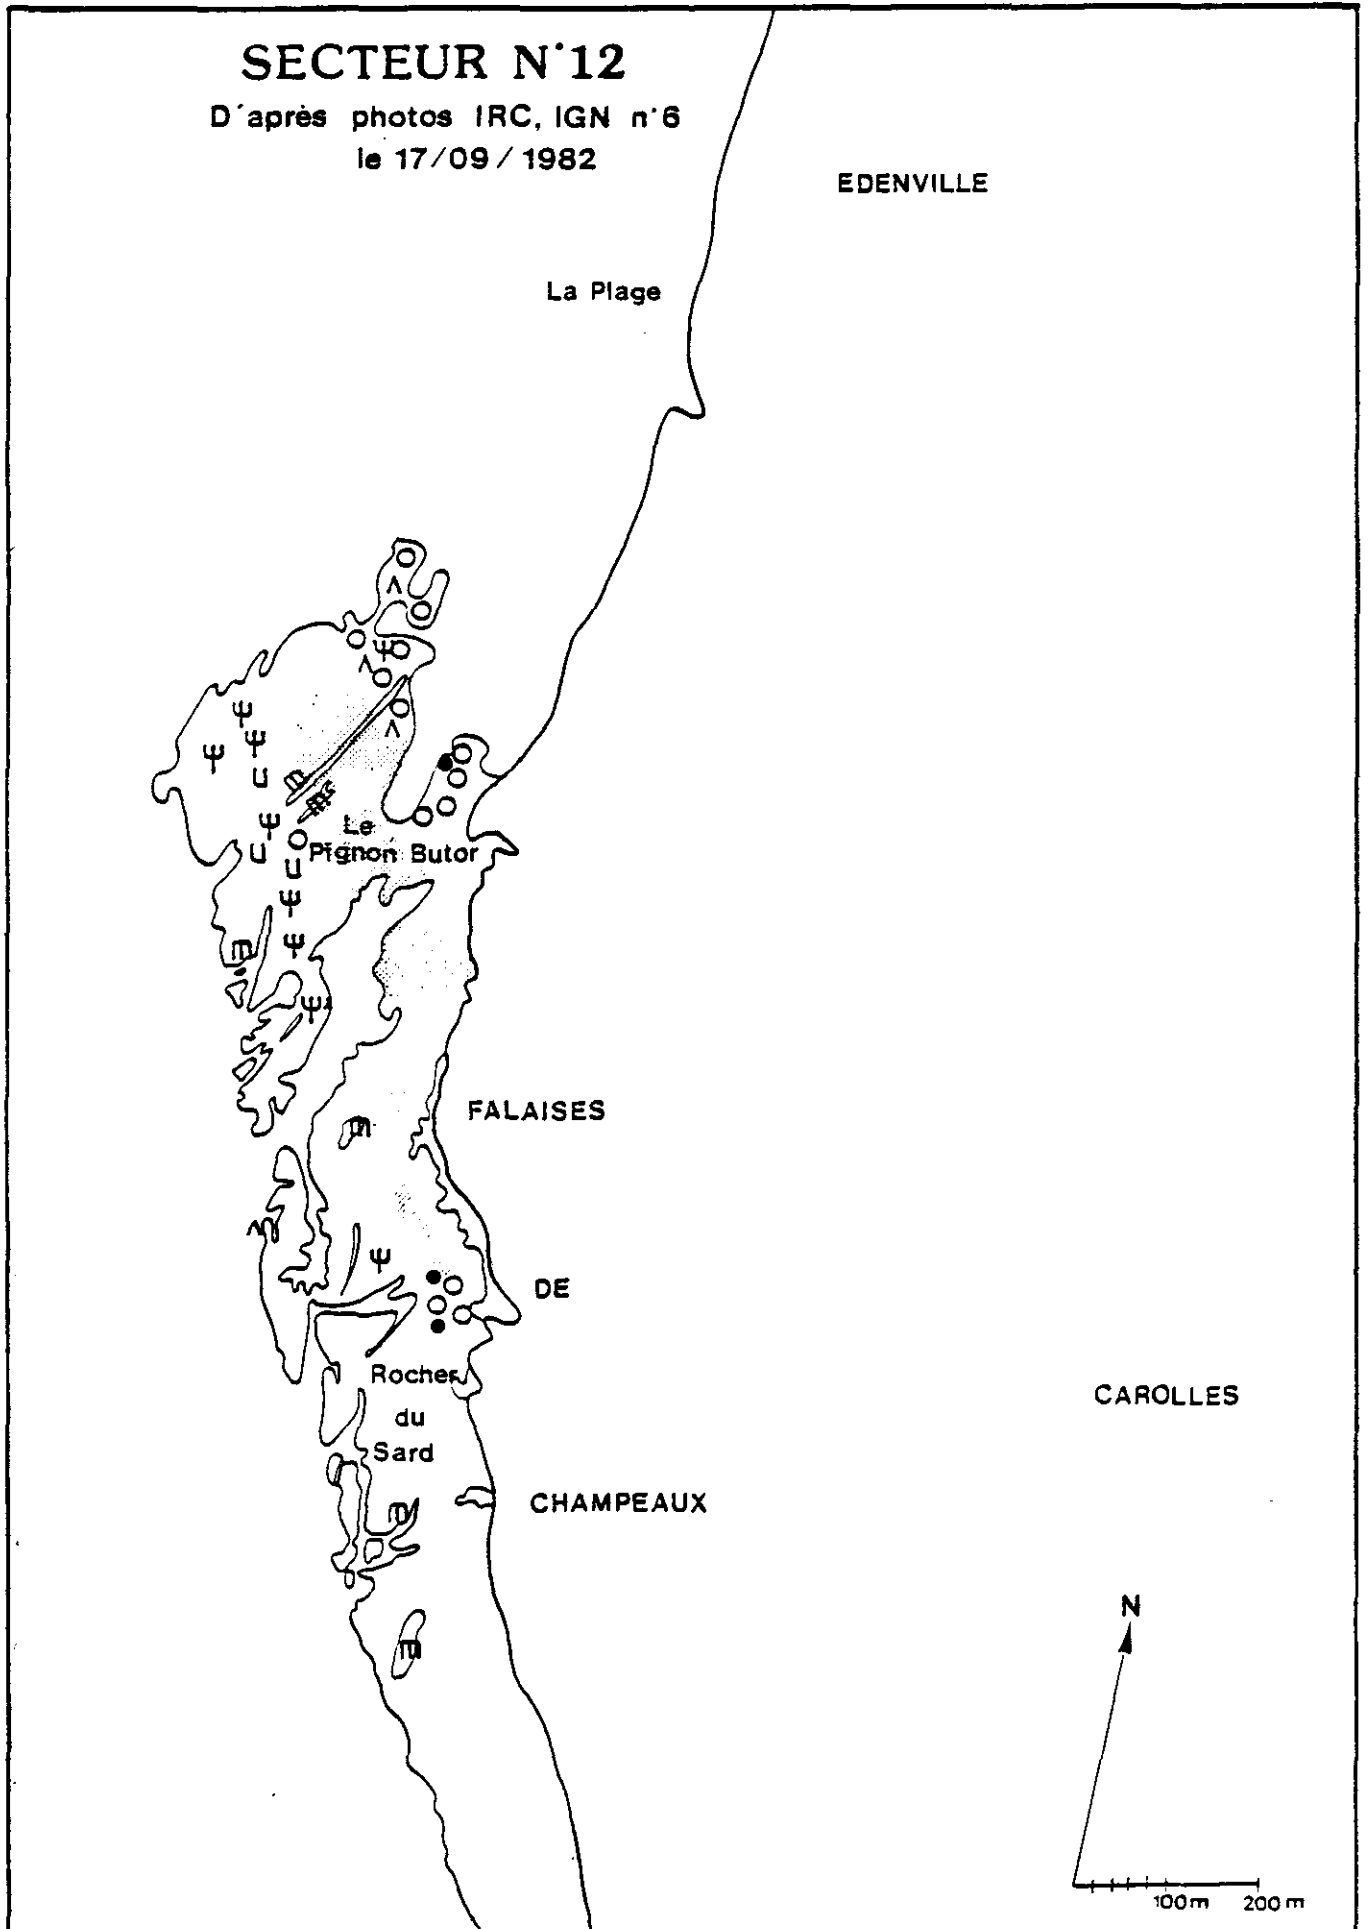 SECTEUR N°12
D'après photos IRC, IGN n°6
le 17/09/1982
EDENVILLE
La Plage
Le
Pignon Butor
FALAISES
DE
Rocher
du
Sard
CAROLLES
CHAMPEAUX
N
100m 200m